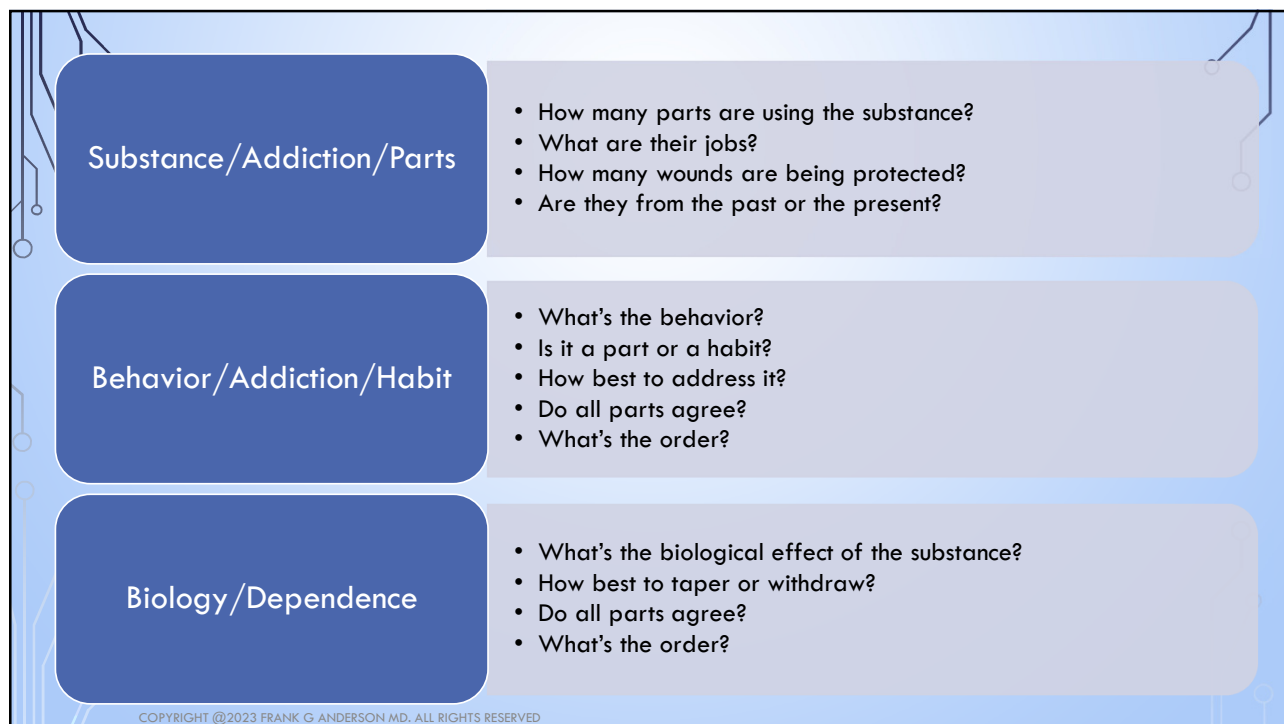 Substance/Addiction/Parts
• How many parts are using the substance?
• What are their jobs?
• How many wounds are being protected?
• Are they from the past or the present?
Behavior/Addiction/Habit
• What's the behavior?
• Is it a part or a habit?
• How best to address it?
• Do all parts agree?
• What's the order?
Biology/Dependence
• What's the biological effect of the substance?
• How best to taper or withdraw?
• Do all parts agree?
• What's the order?
COPYRIGHT @2023 FRANK G ANDERSON MD. ALL RIGHTS RESERVED